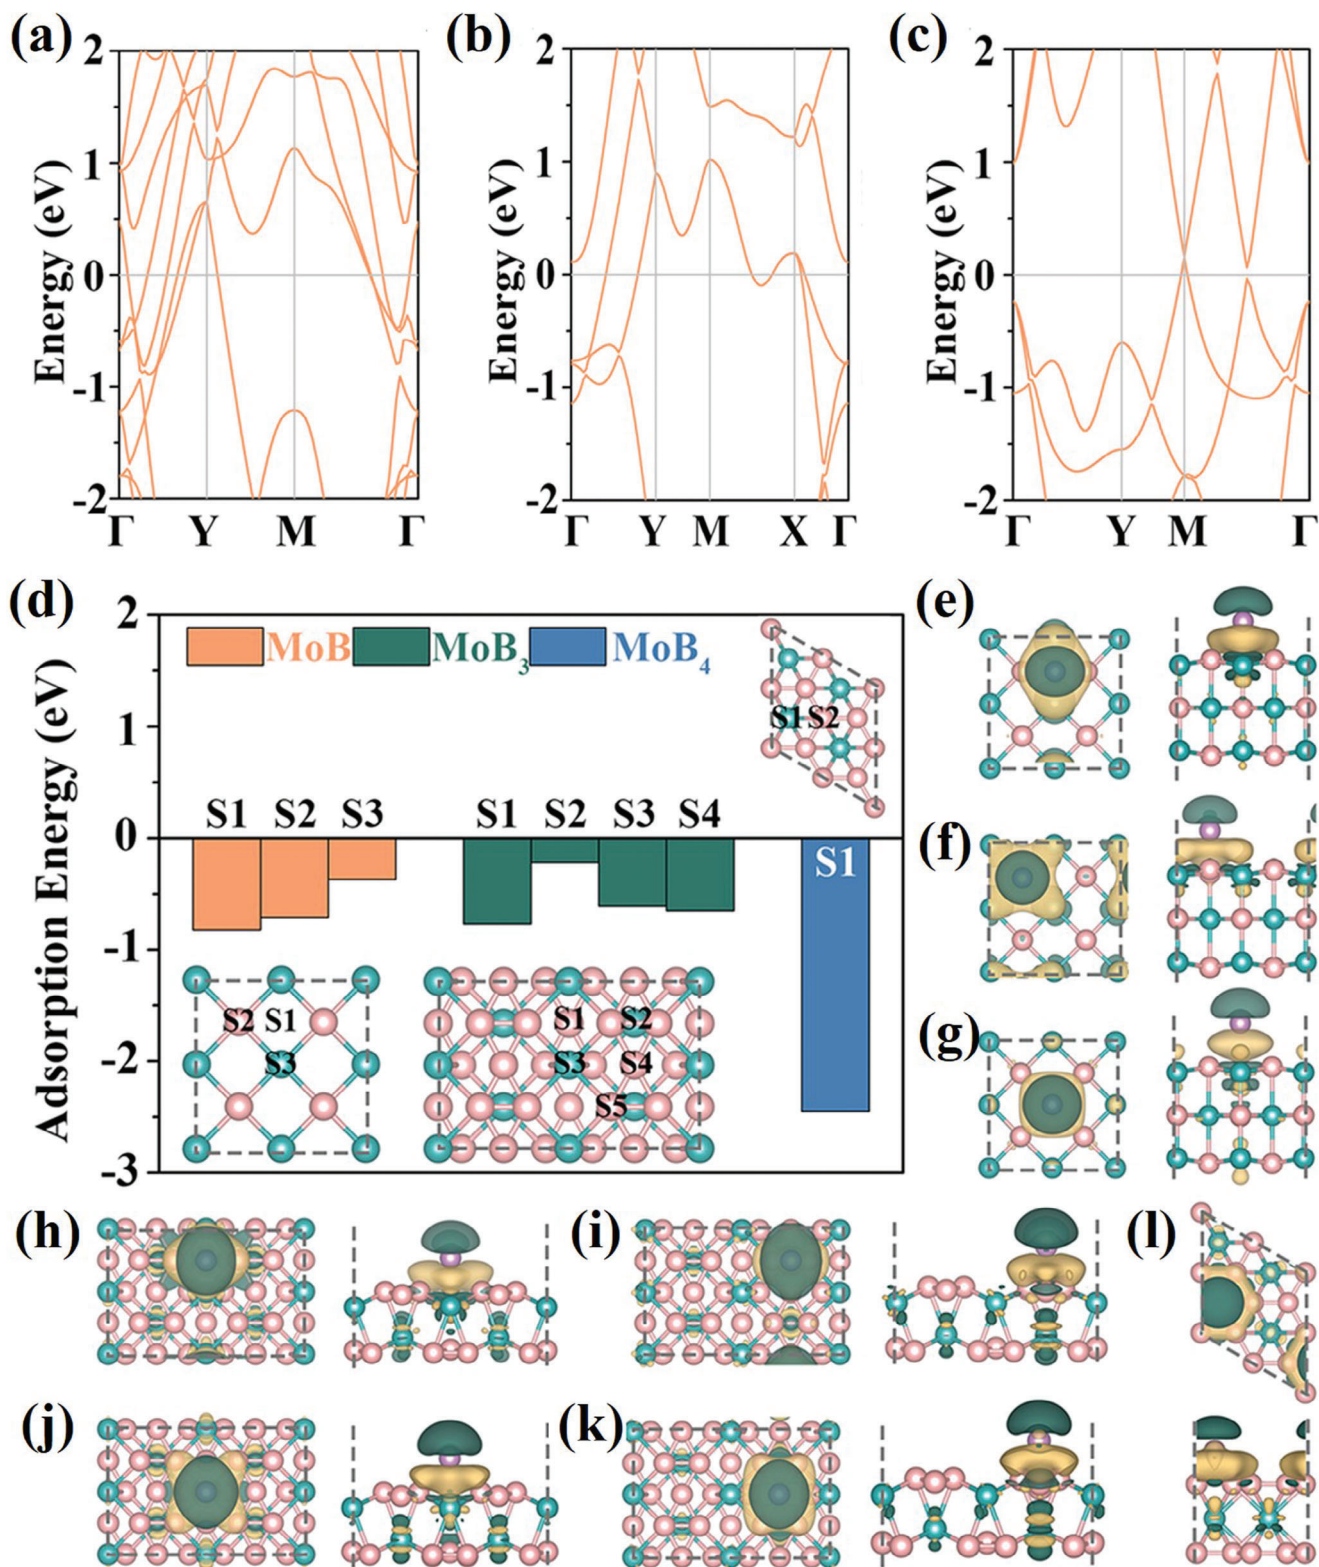 (a) (b) (c)
2 2 2
1 1 1
0 0 0
-1 -1 -1
-2 -2 -2
Energy (eV) Energy (eV) Energy (eV)
Γ Y M Γ Γ Y M X Γ Γ Y M Γ
(d) (e)
2
MoB MoB₃ MoB₄
S1 S2
1
Adsorption Energy (eV)
S1 S2 S3 S1 S2 S3 S4
0
S1
(f)
-1
S2 S1 S1 S2
(g)
-2
S3 S3 S4
S5
-3
(h) (i) (l)
(j) (k)